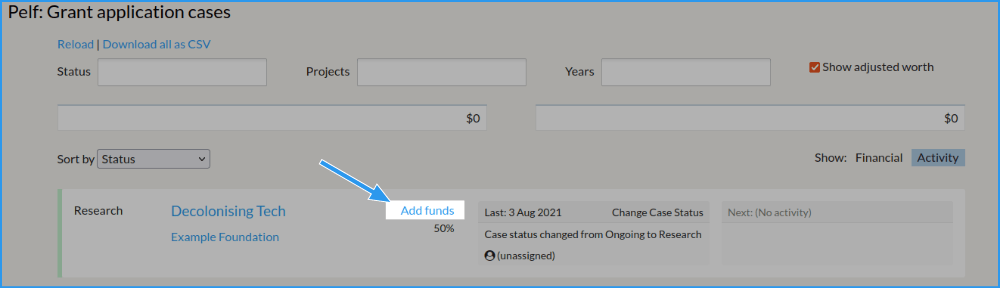 Pelf: Grant application cases
Reload | Download all as CSV
Status Projects Years Show adjusted worth
$0 $0
Sort by Status Show: Financial Activity
Research Decolonising Tech Add funds Last: 3 Aug 2021 Change Case Status Next: (No activity)
Example Foundation 50% Case status changed from Ongoing to Research
(unassigned)